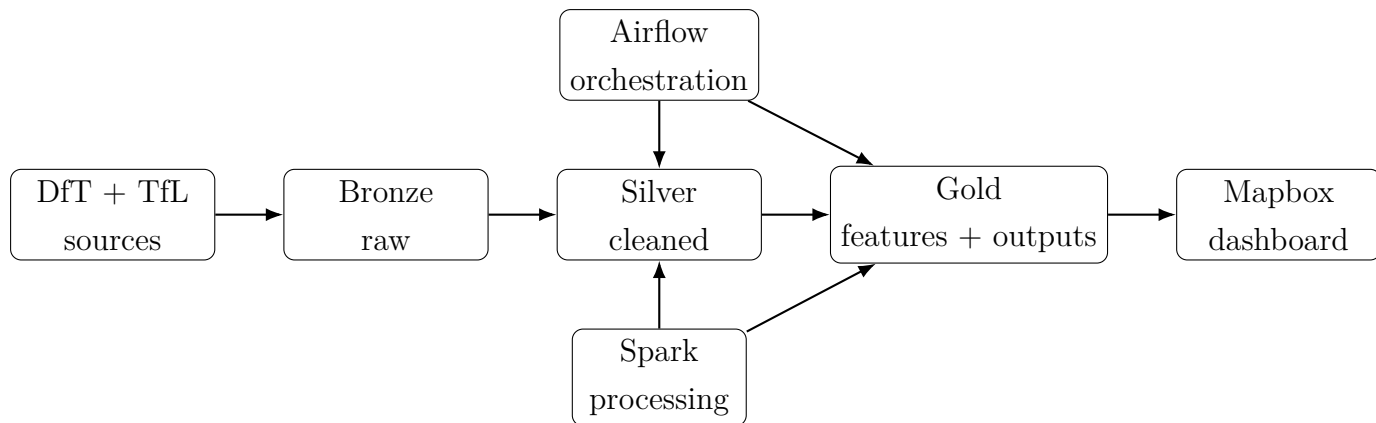 Airflow
orchestration
DfT + TfL
sources
Bronze
raw
Silver
cleaned
Gold
features + outputs
Mapbox
dashboard
Spark
processing